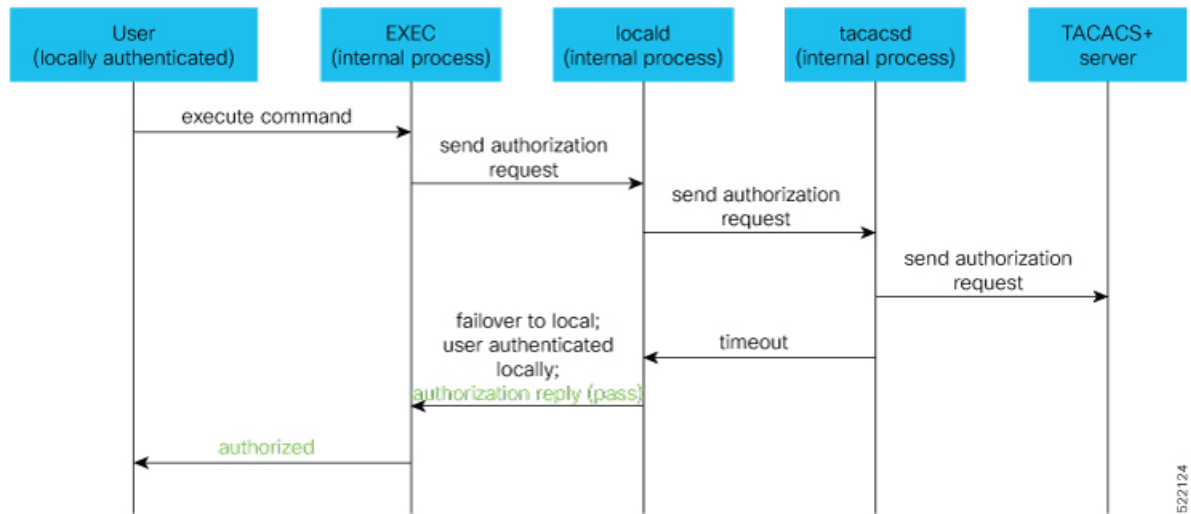 User
(locally authenticated)
EXEC
(internal process)
locald
(internal process)
tacacsd
(internal process)
TACACS+
server
execute command
send authorization
request
send authorization
request
send authorization
request
failover to local;
user authenticated
locally;
authorization reply (pass)
timeout
authorized
522124